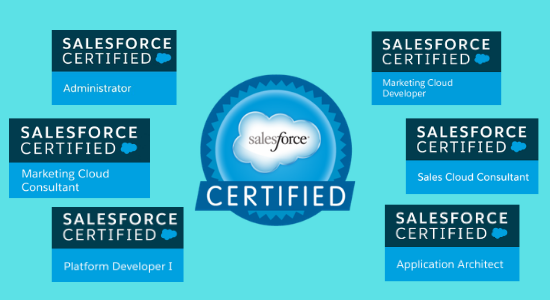 SALESFORCE
CERTIFIED
Administrator
SALESFORCE
CERTIFIED
Marketing Cloud
Consultant
SALESFORCE
CERTIFIED
Platform Developer I
salesforce
CERTIFIED
SALESFORCE
CERTIFIED
Marketing Cloud
Developer
SALESFORCE
CERTIFIED
Sales Cloud Consultant
SALESFORCE
CERTIFIED
Application Architect